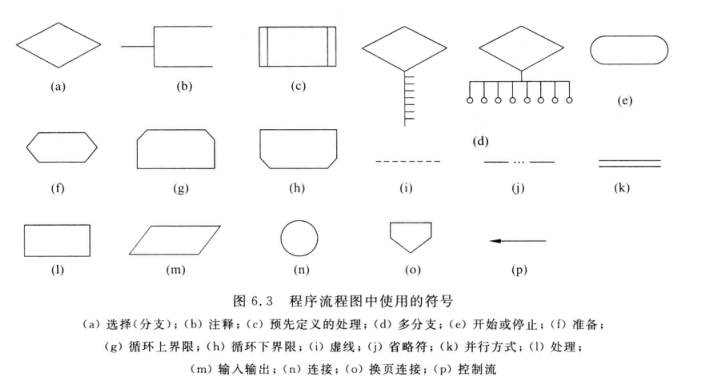 (a)
(b)
(c)
(d)
(e)
(f)
(g)
(h)
(i)
(j)
(k)
(l)
(m)
(n)
(o)
(p)
图 6.3 程序流程图中使用的符号
(a) 选择(分支);(b) 注释;(c) 预先定义的处理;(d) 多分支;(e) 开始或停止;(f) 准备;
(g) 循环上界限;(h) 循环下界限;(i) 虚线;(j) 省略符;(k) 并行方式;(l) 处理;
(m) 输入输出;(n) 连接;(o) 换页连接;(p) 控制流